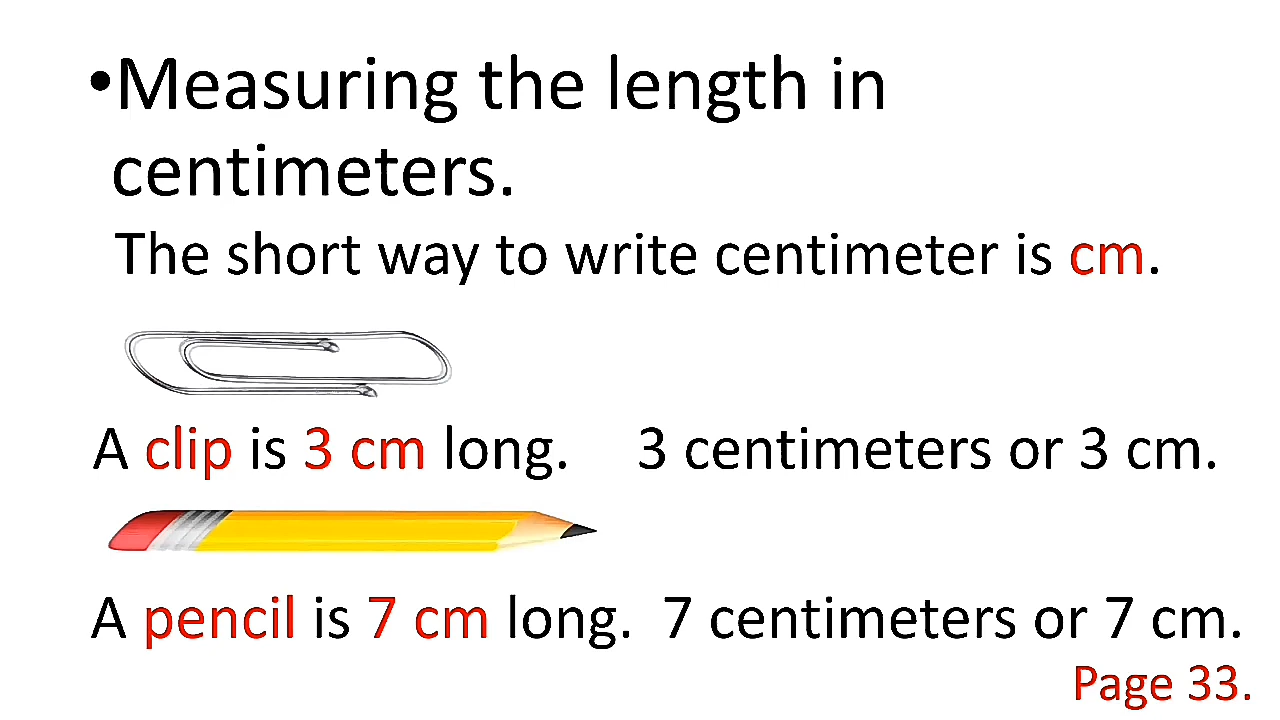 •Measuring the length in
centimeters.
The short way to write centimeter is cm.
A clip is 3 cm long. 3 centimeters or 3 cm.
A pencil is 7 cm long. 7 centimeters or 7 cm.
Page 33.